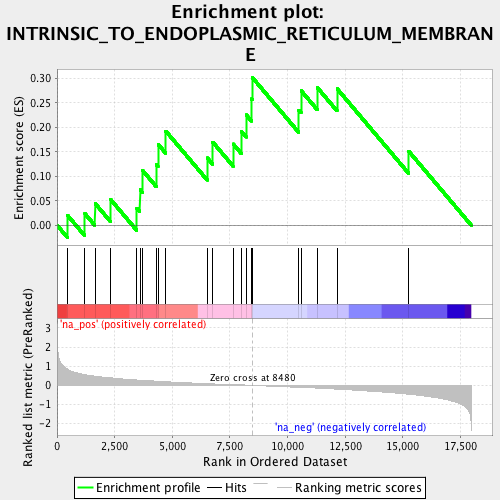 Enrichment plot:
INTRINSIC_TO_ENDOPLASMIC_RETICULUM_MEMBRAN
E
Enrichment score (ES)
0.30
0.25
0.20
0.15
0.10
0.05
0.00
'na_pos' (positively correlated)
Ranked list metric (PreRanked)
3
2
1
0
-1
-2
Zero cross at 8480
'na_neg' (negatively correlated)
0 2,500 5,000 7,500 10,000 12,500 15,000 17,500
Rank in Ordered Dataset
Enrichment profile Hits Ranking metric scores